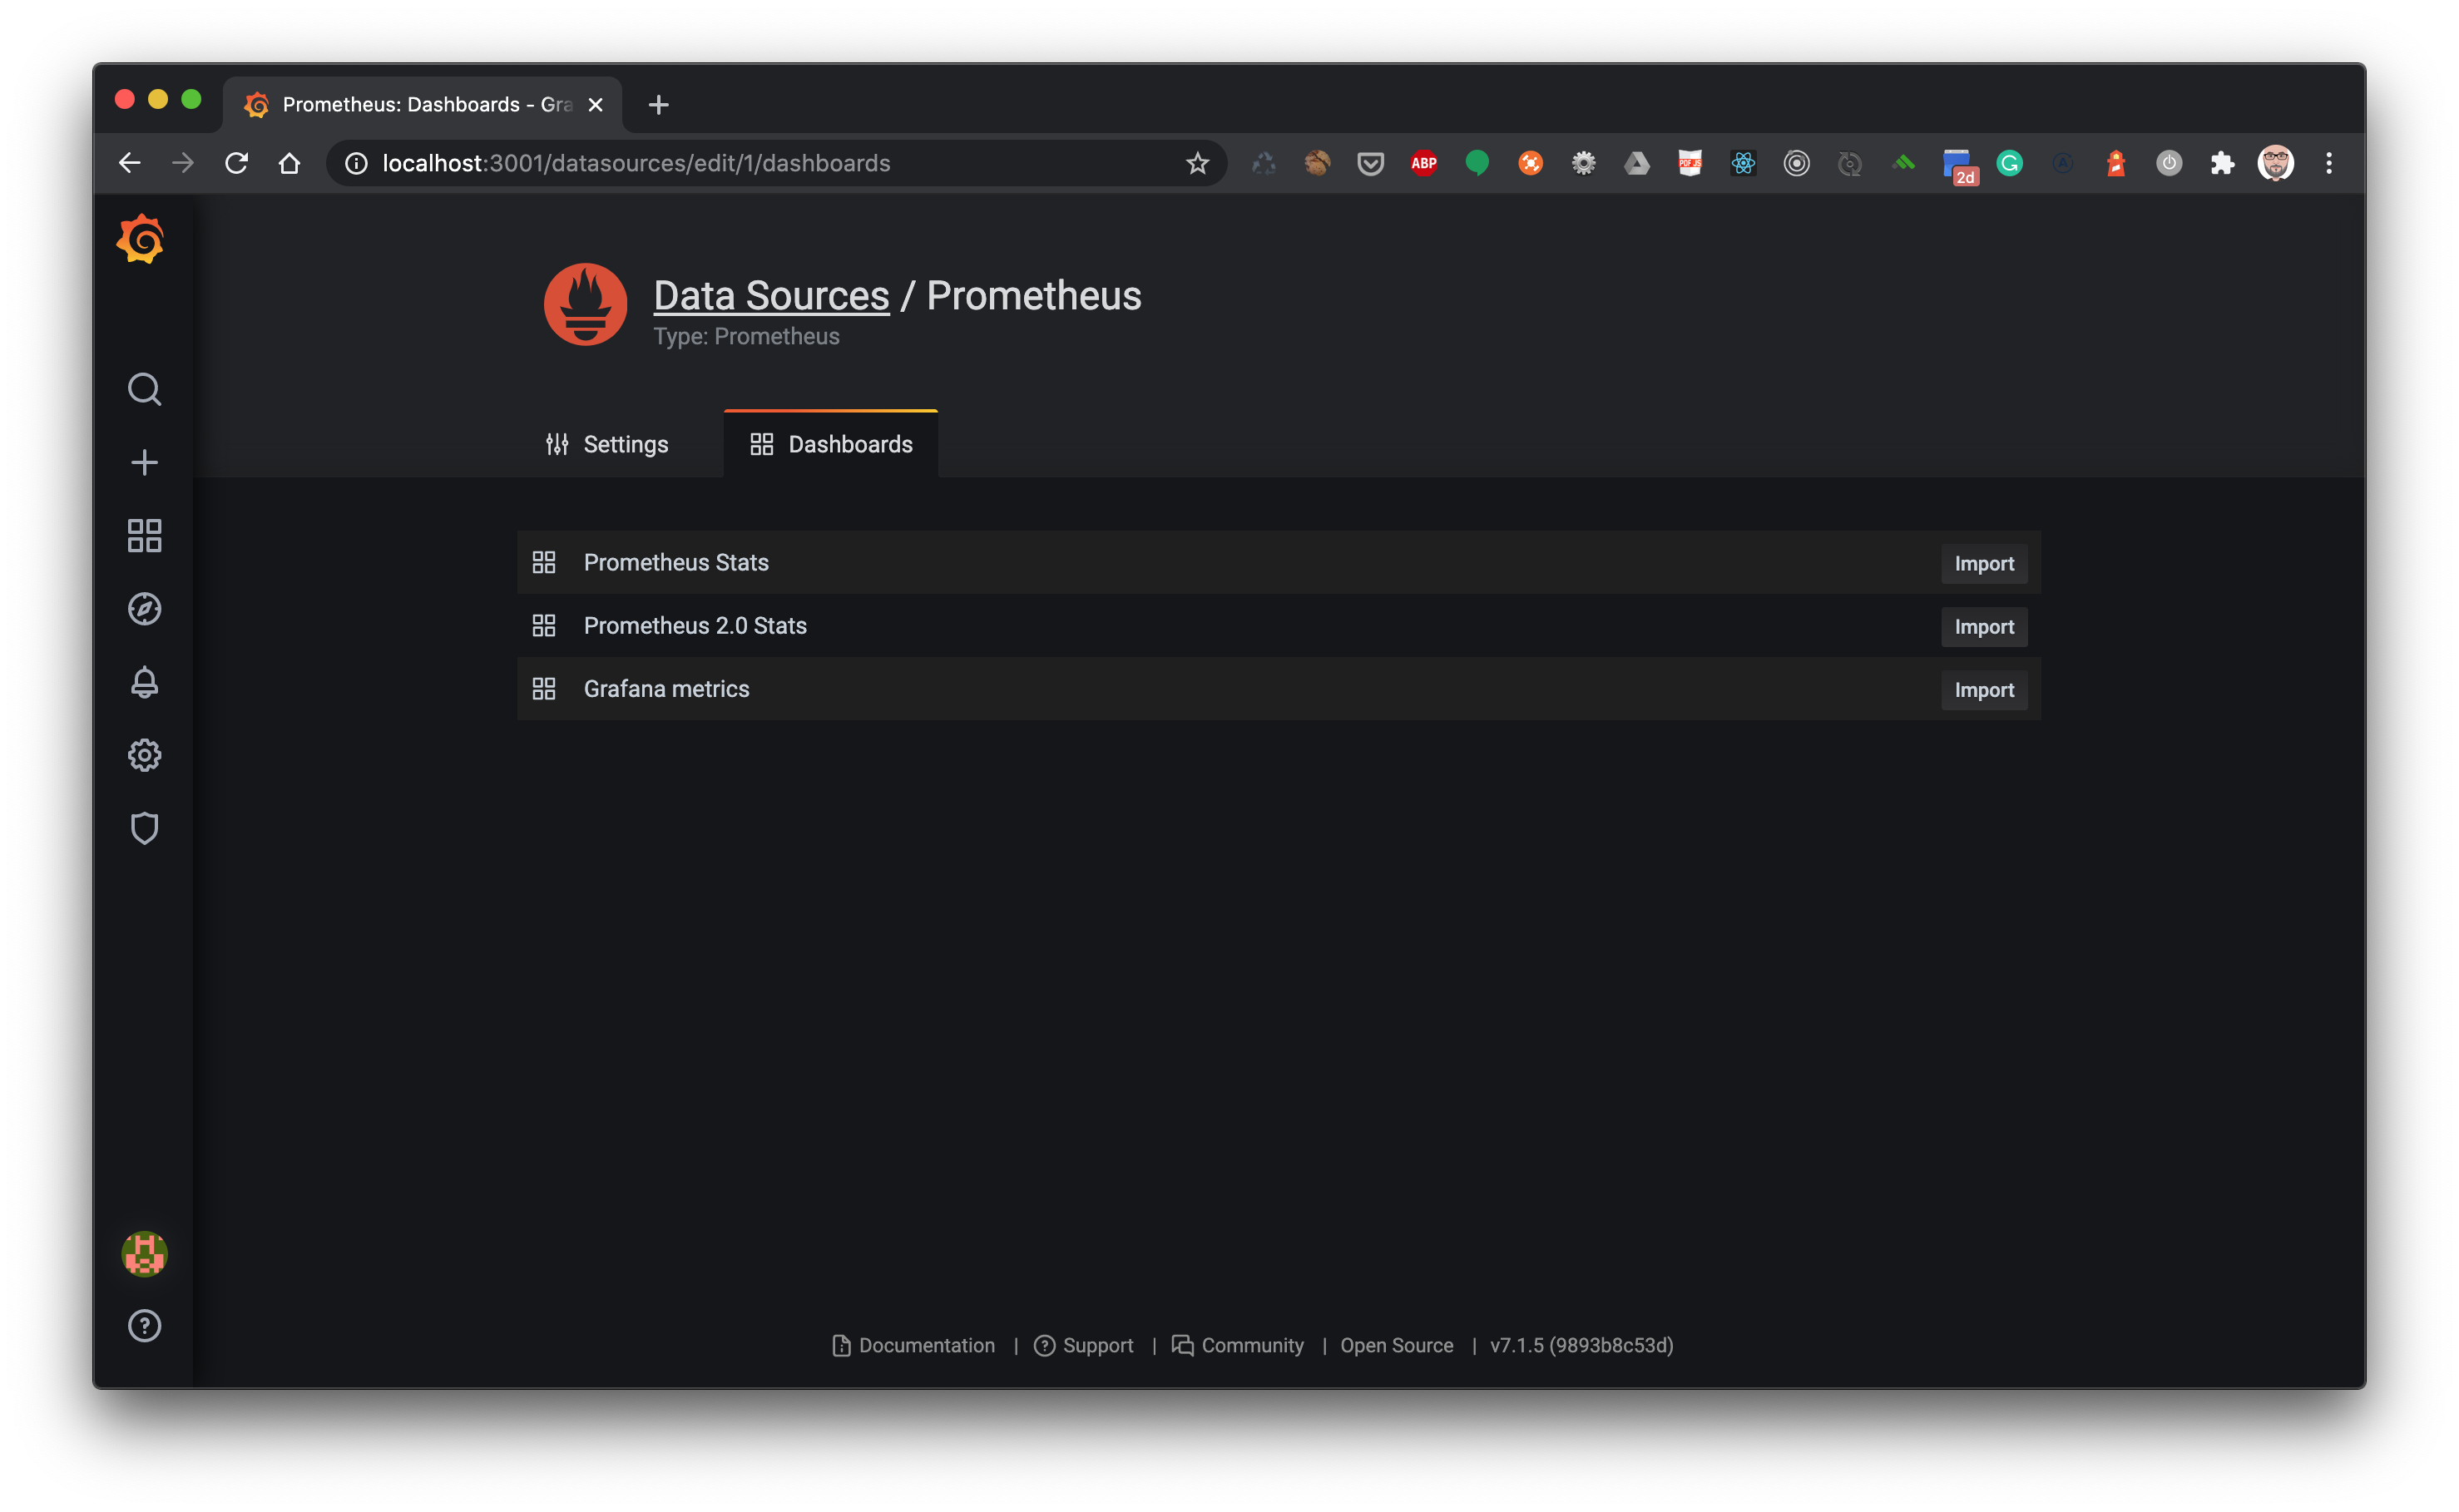 Prometheus: Dashboards - Gra
localhost:3001/datasources/edit/1/dashboards
ABP
PDF JS
2d
Data Sources / Prometheus
Type: Prometheus
Settings
Dashboards
Prometheus Stats
Import
Prometheus 2.0 Stats
Import
Grafana metrics
Import
Documentation | Support | Community | Open Source | v7.1.5 (9893b8c53d)